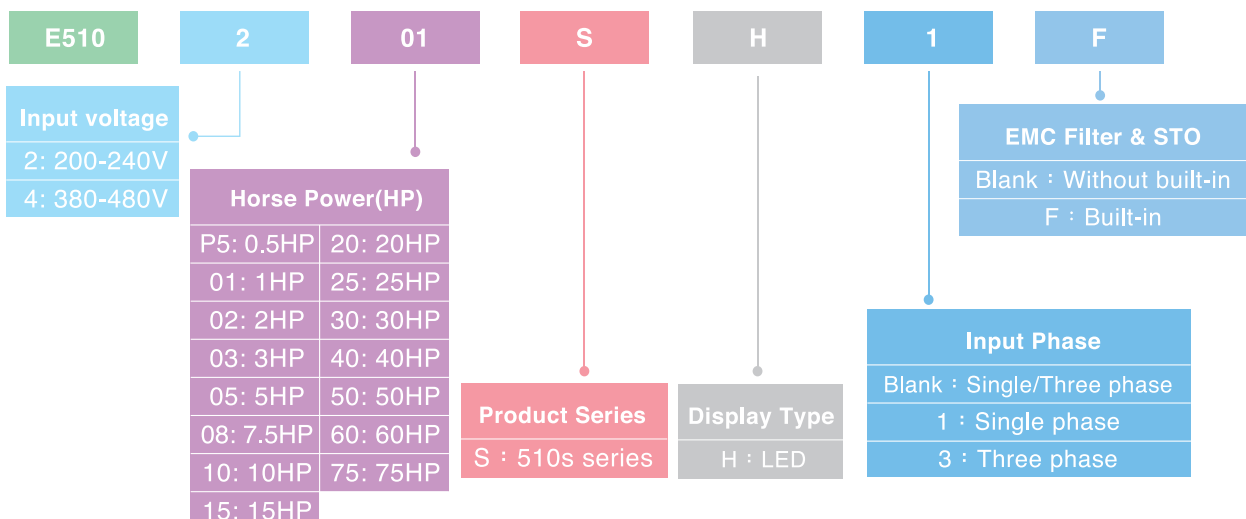 E510 2 01 S H 1 F
Input voltage
2: 200-240V
4: 380-480V
Horse Power(HP)
P5: 0.5HP 20: 20HP
01: 1HP 25: 25HP
02: 2HP 30: 30HP
03: 3HP 40: 40HP
05: 5HP 50: 50HP
08: 7.5HP 60: 60HP
10: 10HP 75: 75HP
15: 15HP
Product Series
S : 510s series
Display Type
H : LED
Input Phase
Blank : Single/Three phase
1 : Single phase
3 : Three phase
EMC Filter & STO
Blank : Without built-in
F : Built-in